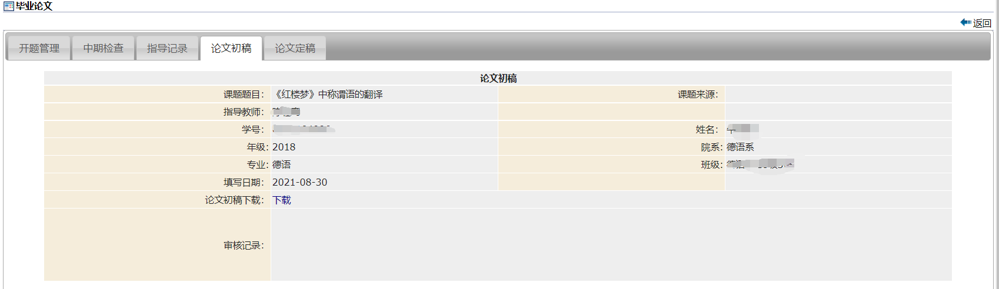 毕业论文
返回
开题管理 中期检查 指导记录 论文初稿 论文定稿
论文初稿
课题题目： 《红楼梦》中称谓语的翻译 课题来源：
指导教师：
学号： 姓名：
年级: 2018 院系: 德语系
专业: 德语 班级:
填写日期： 2021-08-30
论文初稿下载： 下载
审核记录：